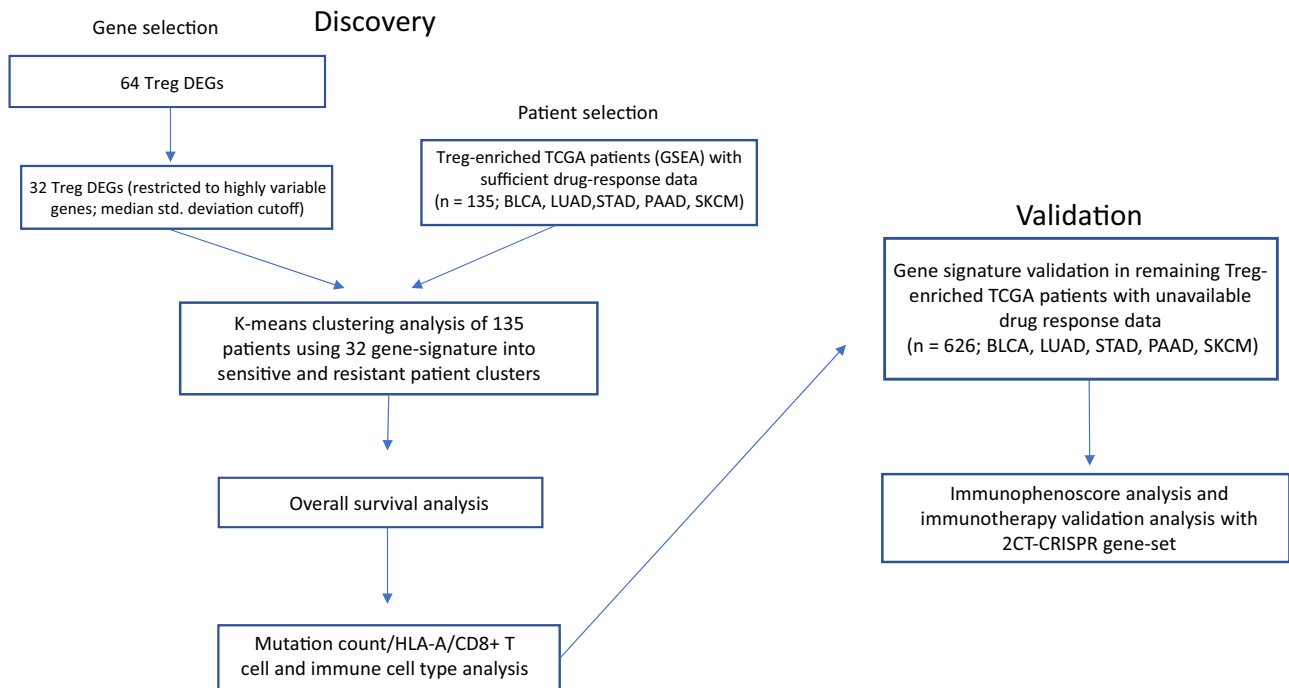 Discovery
Gene selection
64 Treg DEGs
32 Treg DEGs (restricted to highly variable
genes; median std. deviation cutoff)
Patient selection
Treg-enriched TCGA patients (GSEA) with
sufficient drug-response data
(n = 135; BLCA, LUAD,STAD, PAAD, SKCM)
K-means clustering analysis of 135
patients using 32 gene-signature into
sensitive and resistant patient clusters
Overall survival analysis
Mutation count/HLA-A/CD8+ T
cell and immune cell type analysis
Validation
Gene signature validation in remaining Treg-
enriched TCGA patients with unavailable
drug response data
(n = 626; BLCA, LUAD, STAD, PAAD, SKCM)
Immunophenoscore analysis and
immunotherapy validation analysis with
2CT-CRISPR gene-set